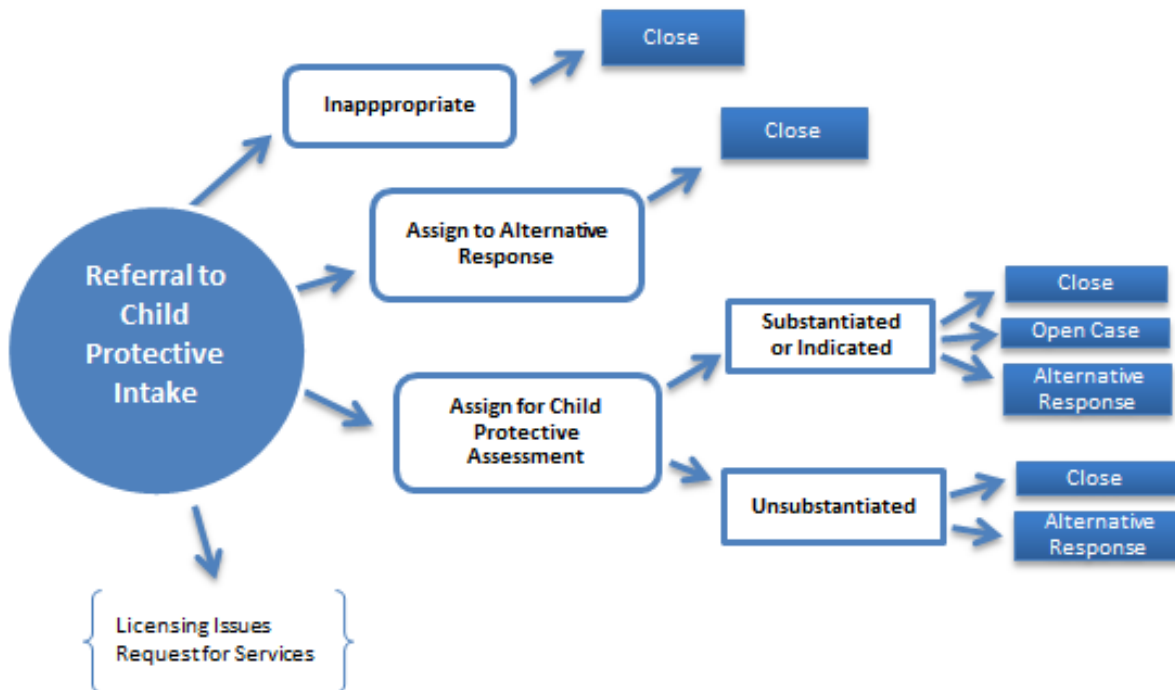 Close
Inapppropriate
Close
Assign to Alternative
Response
Referral to
Child
Protective
Intake
Close
Substantiated
or Indicated
Open Case
Alternative
Response
Assign for Child
Protective
Assessment
Close
Unsubstantiated
Alternative
Response
Licensing Issues
Request for Services